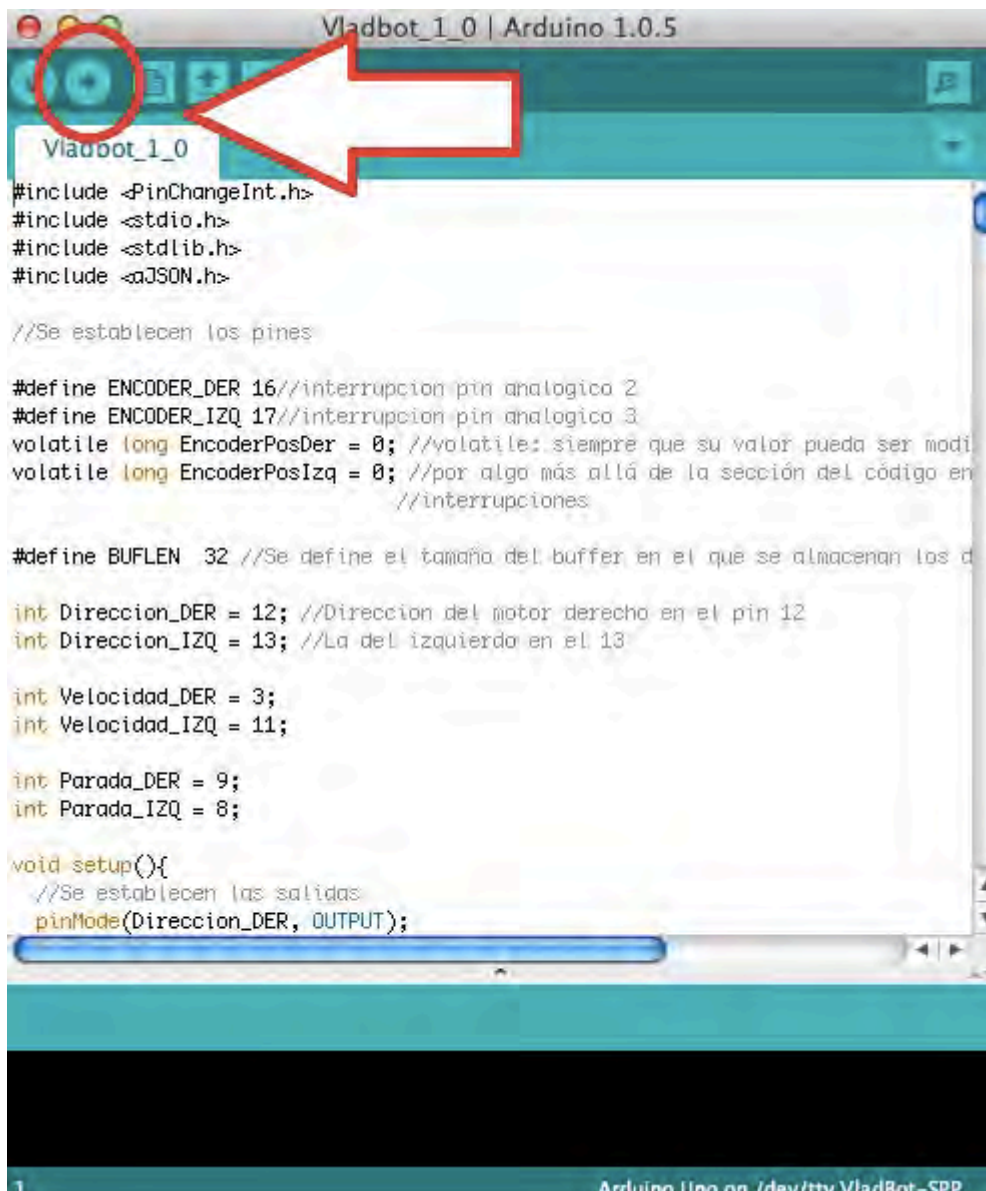 Vladbot_1_0 | Arduino 1.0.5
Vladbot_1_0
#include <PinChangeInt.h>
#include <stdio.h>
#include <stdlib.h>
#include <aJSON.h>
//Se establecen los pines
#define ENCODER_DER 16//interrupcion pin analogico 2
#define ENCODER_IZQ 17//interrupcion pin analogico 3
volatile long EncoderPosDer = 0; //volatile: siempre que su valor pueda ser modi
volatile long EncoderPosIzq = 0; //por algo más allá de la sección del código en
//interrupciones
#define BUFLEN  32 //Se define el tamaño del buffer en el que se almacenan los d
int Direccion_DER = 12; //Direccion del motor derecho en el pin 12
int Direccion_IZQ = 13; //La del izquierdo en el 13
int Velocidad_DER = 3;
int Velocidad_IZQ = 11;
int Parada_DER = 9;
int Parada_IZQ = 8;
void setup(){
//Se establecen las salidas
pinMode(Direccion_DER, OUTPUT);
1 Arduino Uno on /dev/tty.VladBot-SPP